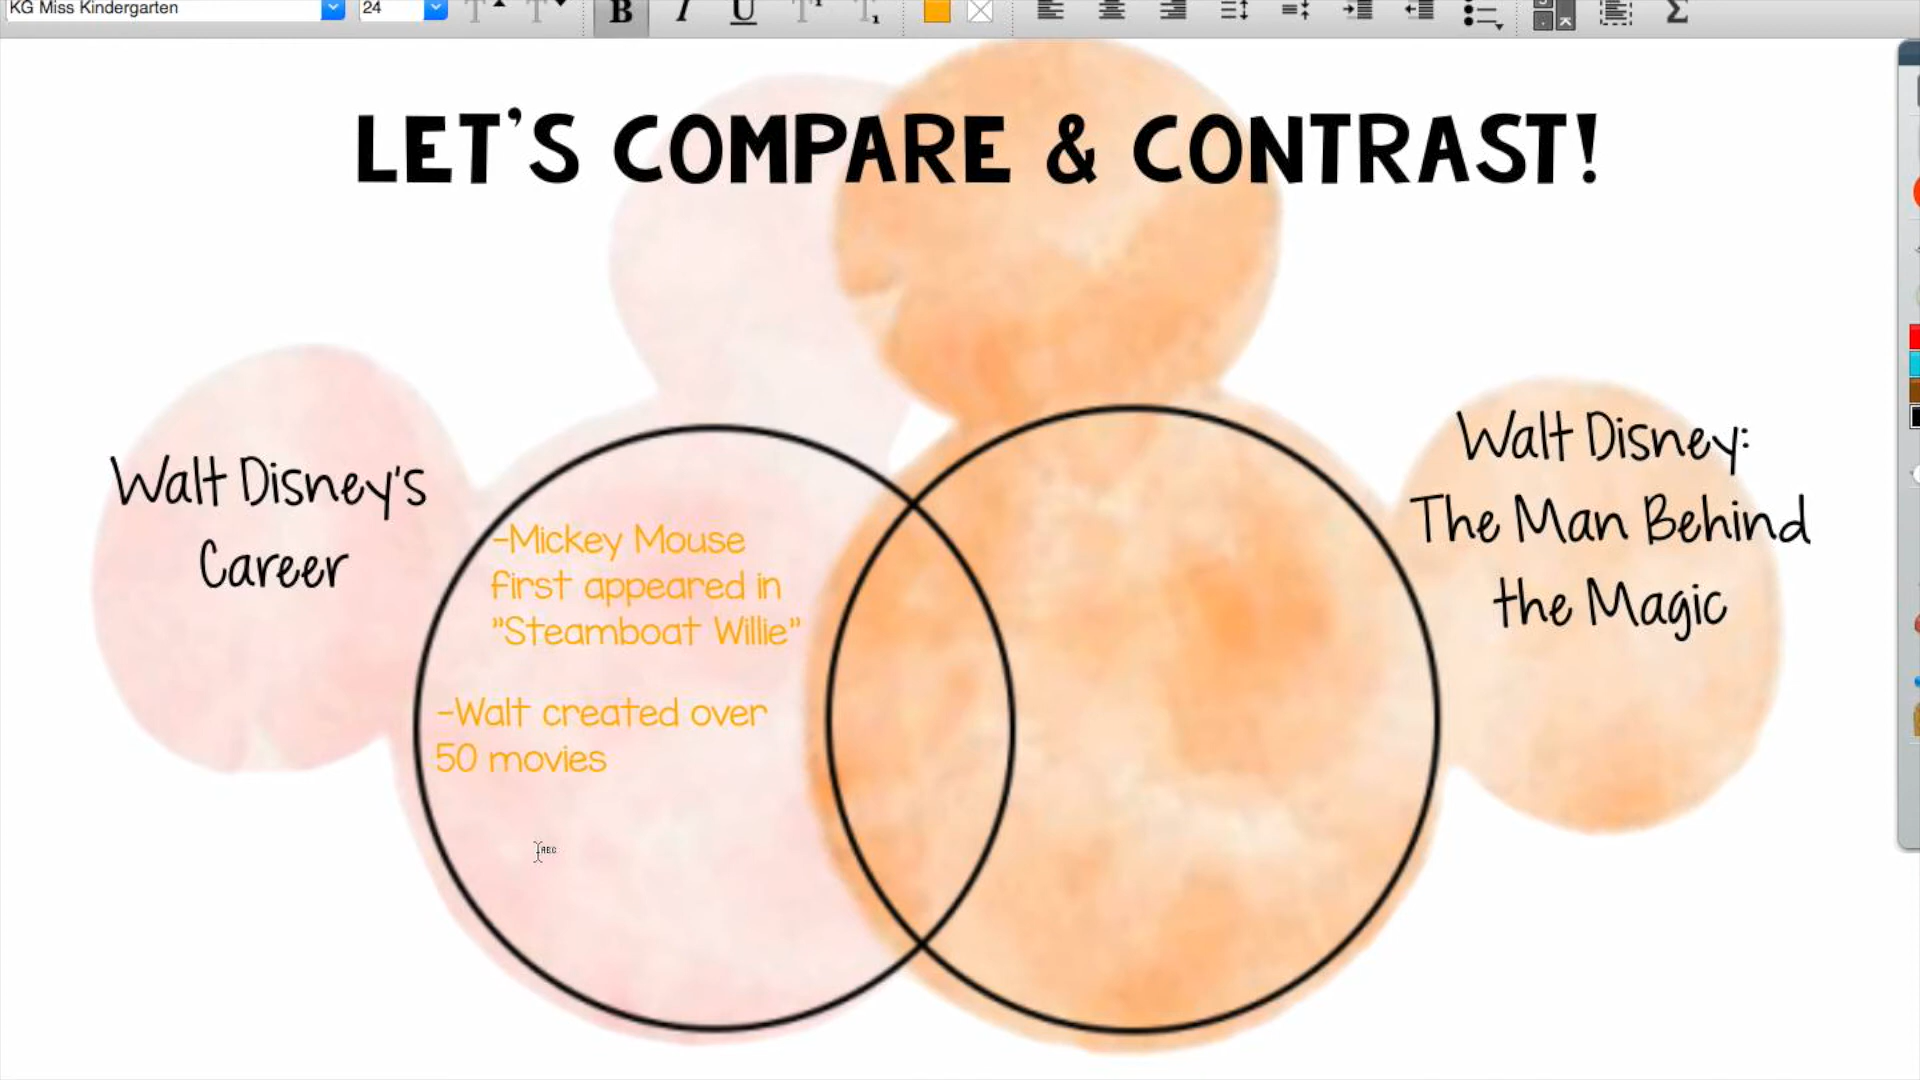 KG Miss Kindergarten 24
LET'S COMPARE & CONTRAST!
Walt Disney's
Career
-Mickey Mouse
first appeared in
"Steamboat Willie"
-Walt created over
50 movies
Walt Disney:
The Man Behind
the Magic
ABC